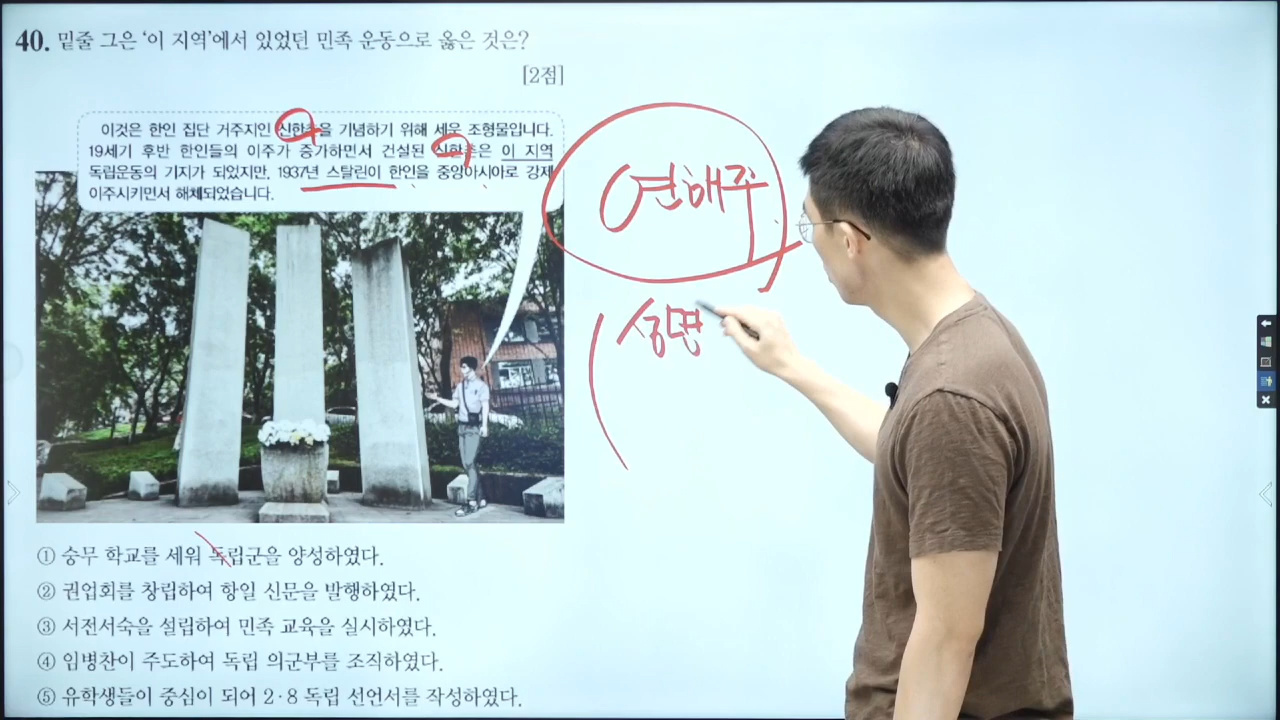 40. 밑줄 그은 ‘이 지역’에서 있었던 민족 운동으로 옳은 것은?
[2점]
이것은 한인 집단 거주지인 신한촌을 기념하기 위해 세운 조형물입니다.
19세기 후반 한인들의 이주가 증가하면서 건설된 신한촌은 이 지역
독립운동의 기지가 되었지만, 1937년 스탈린이 한인을 중앙아시아로 강제
이주시키면서 해체되었습니다.
연해주
성명
① 숭무 학교를 세워 독립군을 양성하였다.
② 권업회를 창립하여 항일 신문을 발행하였다.
③ 서전서숙을 설립하여 민족 교육을 실시하였다.
④ 임병찬이 주도하여 독립 의군부를 조직하였다.
⑤ 유학생들이 중심이 되어 2·8 독립 선언서를 작성하였다.